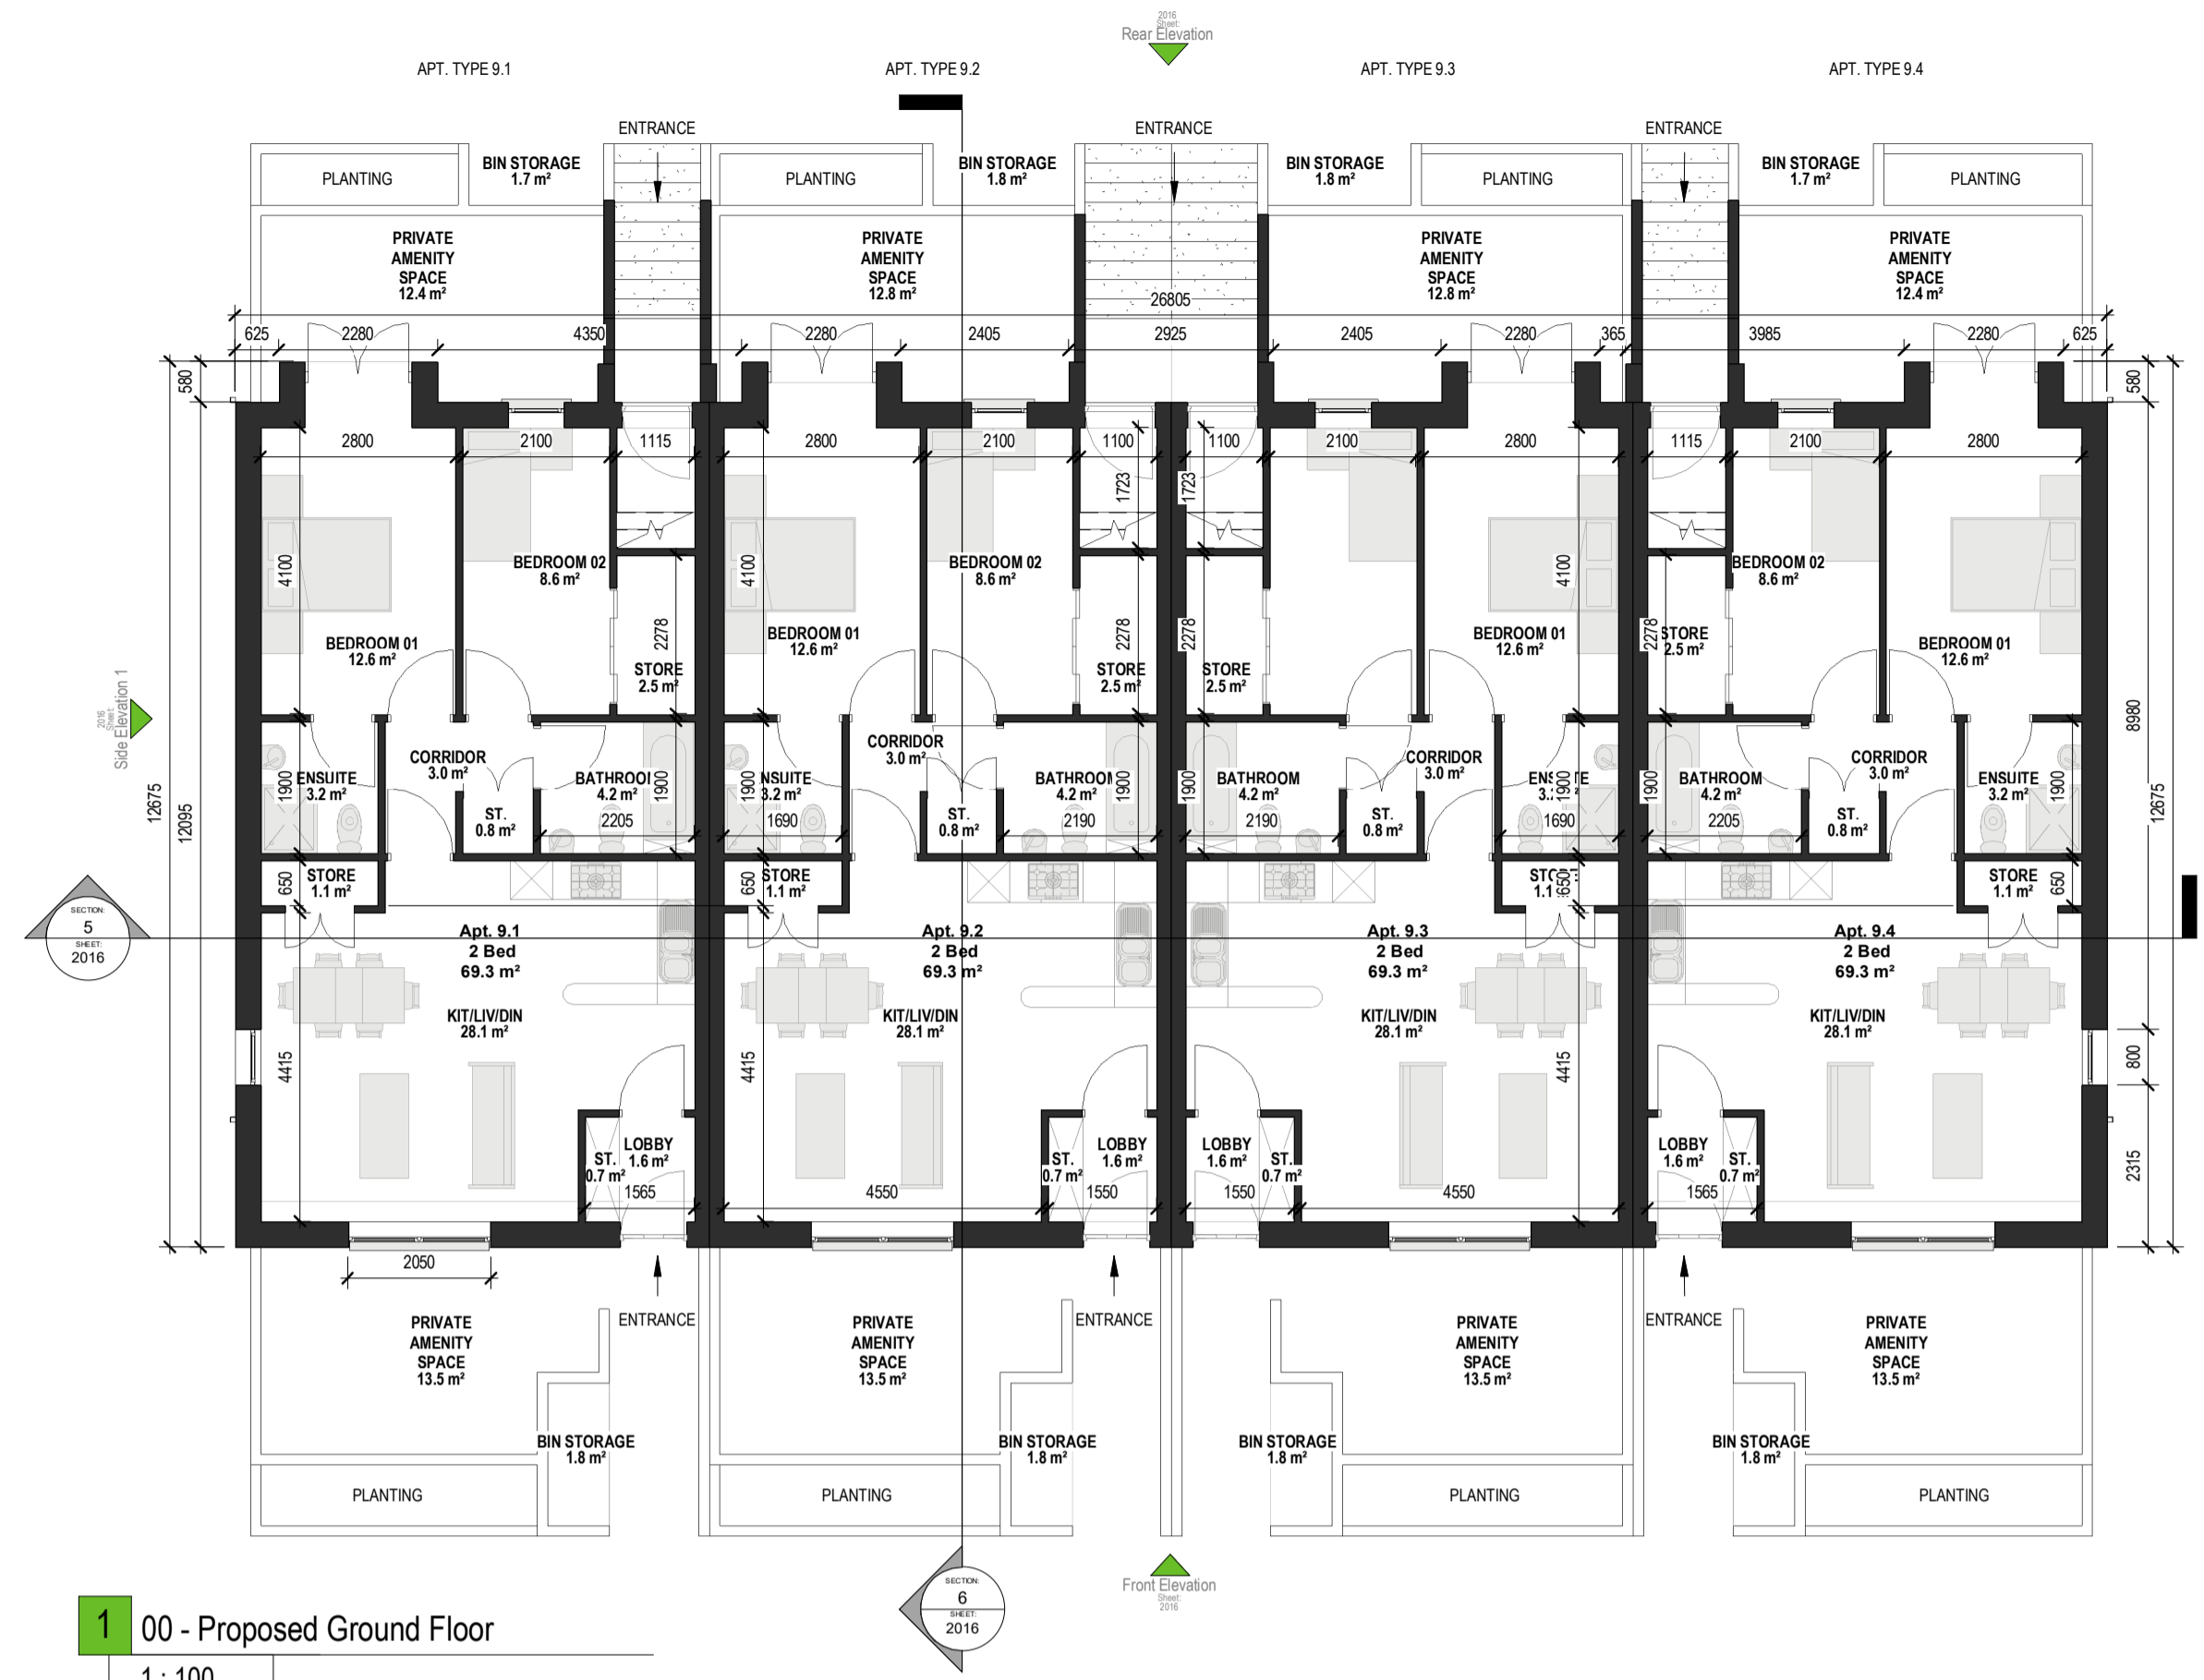 2016
Sheet:
Rear Elevation
APT. TYPE 9.1
APT. TYPE 9.2
APT. TYPE 9.3
APT. TYPE 9.4
ENTRANCE
ENTRANCE
ENTRANCE
PLANTING
BIN STORAGE
1.7 m²
PLANTING
BIN STORAGE
1.8 m²
BIN STORAGE
1.8 m²
PLANTING
BIN STORAGE
1.7 m²
PLANTING
PRIVATE
AMENITY
SPACE
12.4 m²
PRIVATE
AMENITY
SPACE
12.8 m²
PRIVATE
AMENITY
SPACE
12.8 m²
PRIVATE
AMENITY
SPACE
12.4 m²
26805
625
2280
4350
2280
2405
2925
2405
2280
365
3985
2280
625
580
580
2800
2100
1115
2800
2100
1100
1100
2100
2800
1115
2100
2800
1723
1723
4100
BEDROOM 02
8.6 m²
4100
BEDROOM 02
8.6 m²
4100
BEDROOM 02
8.6 m²
BEDROOM 01
12.6 m²
2278
STORE
2.5 m²
BEDROOM 01
12.6 m²
2278
STORE
2.5 m²
2278
STORE
2.5 m²
BEDROOM 01
12.6 m²
2278
STORE
2.5 m²
BEDROOM 01
12.6 m²
2016
Sheet
Side Elevation 1
12675
12095
8980
12675
1900
ENSUITE
3.2 m²
CORRIDOR
3.0 m²
ST.
0.8 m²
BATHROOM
4.2 m²
1900
2205
1900
ENSUITE
3.2 m²
1690
CORRIDOR
3.0 m²
ST.
0.8 m²
BATHROOM
4.2 m²
1900
2190
1900
BATHROOM
4.2 m²
2190
ST.
0.8 m²
CORRIDOR
3.0 m²
ENSUITE
1900
1690
1900
BATHROOM
4.2 m²
2205
ST.
0.8 m²
CORRIDOR
3.0 m²
ENSUITE
3.2 m²
1900
650
STORE
1.1 m²
650
STORE
1.1 m²
STORE
650
STORE
1.1 m²
650
SECTION:
5
SHEET:
2016
Apt. 9.1
2 Bed
69.3 m²
Apt. 9.2
2 Bed
69.3 m²
Apt. 9.3
2 Bed
69.3 m²
Apt. 9.4
2 Bed
69.3 m²
KIT/LIV/DIN
28.1 m²
KIT/LIV/DIN
28.1 m²
KIT/LIV/DIN
28.1 m²
KIT/LIV/DIN
28.1 m²
4415
4415
4415
800
2315
ST.
0.7 m²
LOBBY
1.6 m²
1565
4550
ST.
0.7 m²
LOBBY
1.6 m²
1550
LOBBY
1.6 m²
ST.
0.7 m²
1550
4550
LOBBY
1.6 m²
ST.
0.7 m²
1565
2050
ENTRANCE
ENTRANCE
ENTRANCE
PRIVATE
AMENITY
SPACE
13.5 m²
PRIVATE
AMENITY
SPACE
13.5 m²
PRIVATE
AMENITY
SPACE
13.5 m²
PRIVATE
AMENITY
SPACE
13.5 m²
BIN STORAGE
1.8 m²
BIN STORAGE
1.8 m²
BIN STORAGE
1.8 m²
BIN STORAGE
1.8 m²
PLANTING
PLANTING
PLANTING
PLANTING
SECTION:
6
SHEET:
2016
Front Elevation
Sheet:
2016
1
00 - Proposed Ground Floor
1 : 100